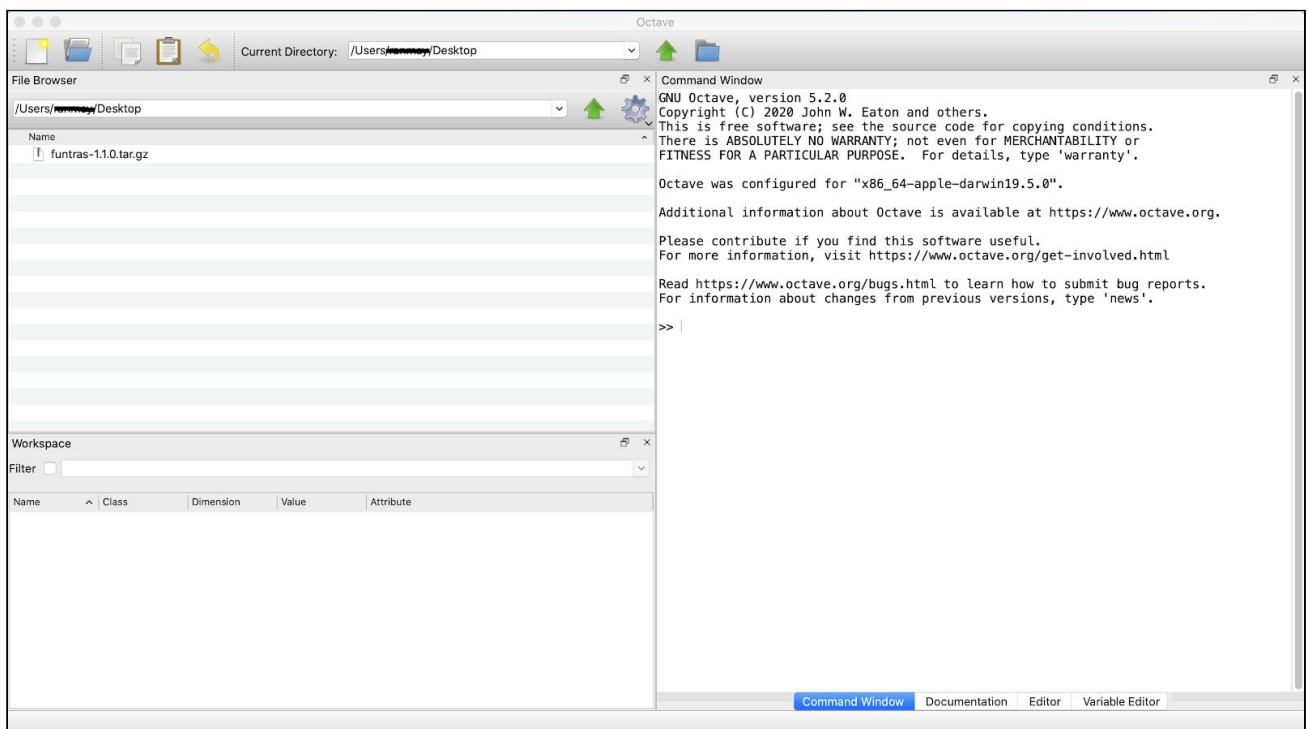 Octave
Current Directory: /Users/ /Desktop
File Browser
/Users/ /Desktop
Name
funtras-1.1.0.tar.gz
Workspace
Filter
Name Class Dimension Value Attribute
Command Window
GNU Octave, version 5.2.0
Copyright (C) 2020 John W. Eaton and others.
This is free software; see the source code for copying conditions.
There is ABSOLUTELY NO WARRANTY; not even for MERCHANTABILITY or
FITNESS FOR A PARTICULAR PURPOSE.  For details, type 'warranty'.
Octave was configured for "x86_64-apple-darwin19.5.0".
Additional information about Octave is available at https://www.octave.org.
Please contribute if you find this software useful.
For more information, visit https://www.octave.org/get-involved.html
Read https://www.octave.org/bugs.html to learn how to submit bug reports.
For information about changes from previous versions, type 'news'.
>>
Command Window Documentation Editor Variable Editor